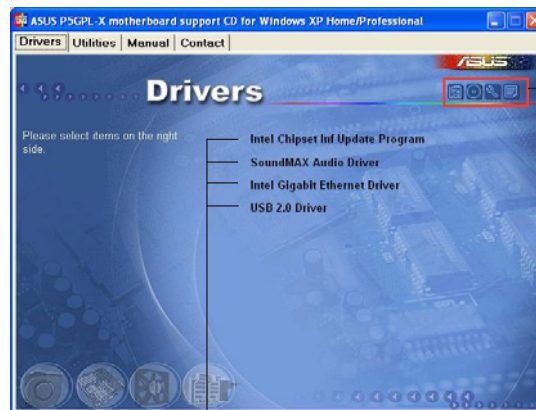 ASUS P5GPL-X motherboard support CD for Windows XP Home/Professional
Drivers Utilities Manual Contact
ASUS
Drivers
Please select items on the right
side.
Intel Chipset Inf Update Program
SoundMAX Audio Driver
Intel Gigabit Ethernet Driver
USB 2.0 Driver